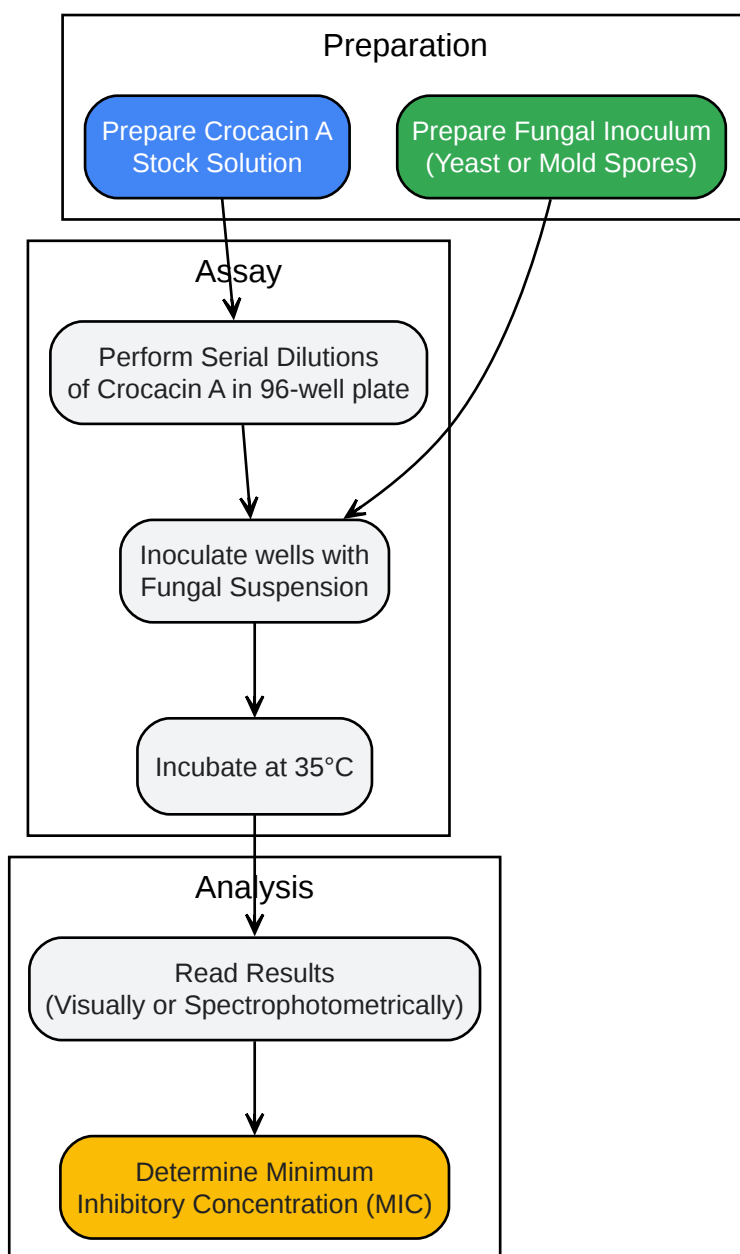 Preparation
Prepare Crocacin A
Stock Solution
Prepare Fungal Inoculum
(Yeast or Mold Spores)
Assay
Perform Serial Dilutions
of Crocacin A in 96-well plate
Inoculate wells with
Fungal Suspension
Incubate at 35°C
Analysis
Read Results
(Visually or Spectrophotometrically)
Determine Minimum
Inhibitory Concentration (MIC)